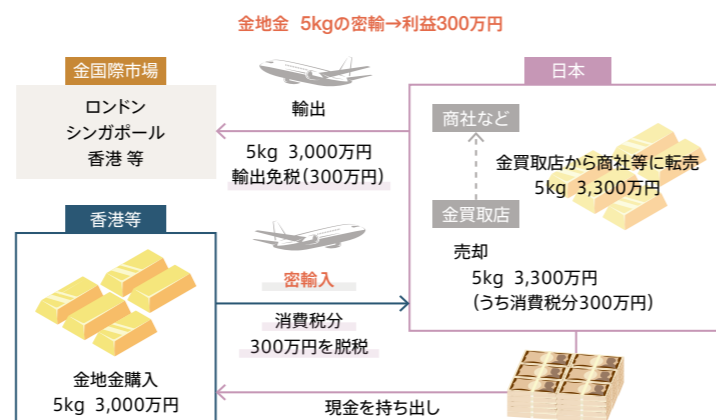 金地金 5kgの密輸→利益300万円
金国際市場
ロンドン
シンガポール
香港 等
輸出
5kg 3,000万円
輸出免税(300万円)
日本
商社など
金買取店から商社等に転売
5kg 3,300万円
金買取店
売却
5kg 3,300万円
(うち消費税分300万円)
香港等
金地金購入
5kg 3,000万円
密輸入
消費税分
300万円を脱税
現金を持ち出し